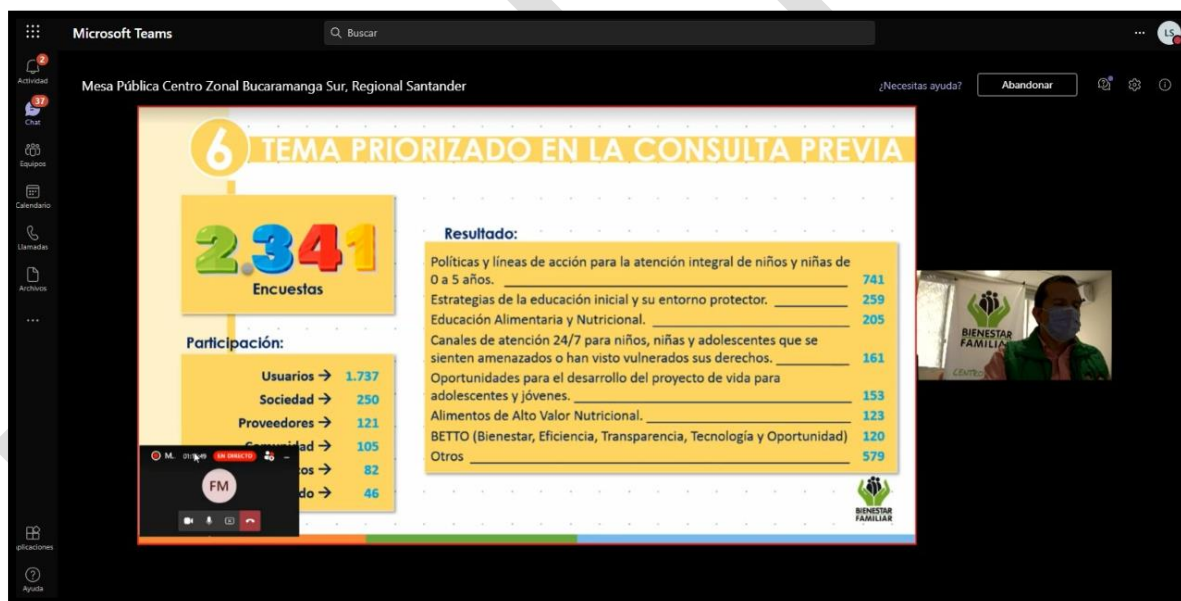 Microsoft Teams
Buscar
LS
2
Actividad
37
Chat
Equipos
Calendario
Llamadas
Archivos
Ayuda
Mesa Pública Centro Zonal Bucaramanga Sur, Regional Santander
¿Necesitas ayuda?
Abandonar
6 TEMA PRIORIZADO EN LA CONSULTA PREVIA
2.341
Encuestas
Participación:
Usuarios → 1.737
Sociedad → 250
Proveedores → 121
105
82
46
EN DIRECTO
FM
Resultado:
Políticas y líneas de acción para la atención integral de niños y niñas de
0 a 5 años. 741
Estrategias de la educación inicial y su entorno protector. 259
Educación Alimentaria y Nutricional. 205
Canales de atención 24/7 para niños, niñas y adolescentes que se
sienten amenazados o han visto vulnerados sus derechos. 161
Oportunidades para el desarrollo del proyecto de vida para
adolescentes y jóvenes. 153
Alimentos de Alto Valor Nutricional. 123
BETTO (Bienestar, Eficiencia, Transparencia, Tecnología y Oportunidad) 120
Otros 579
BIENESTAR
FAMILIAR
BIENESTAR